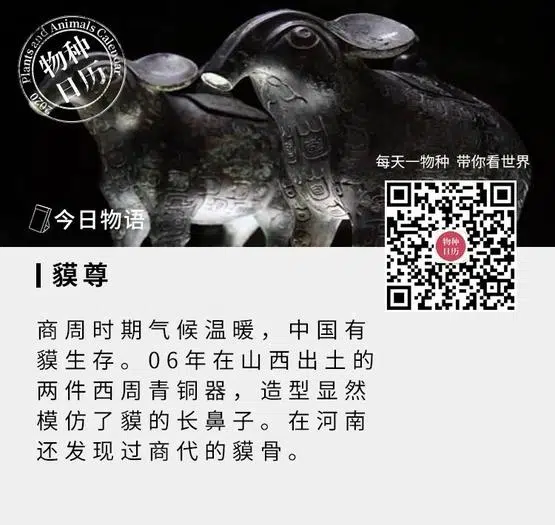 Plants and Animals Calendar
物种
日历
2020
每天一物种 带你看世界
今日物语
物种
日历
貘尊
商周时期气候温暖，中国有
貘生存。06年在山西出土的
两件西周青铜器，造型显然
模仿了貘的长鼻子。在河南
还发现过商代的貘骨。